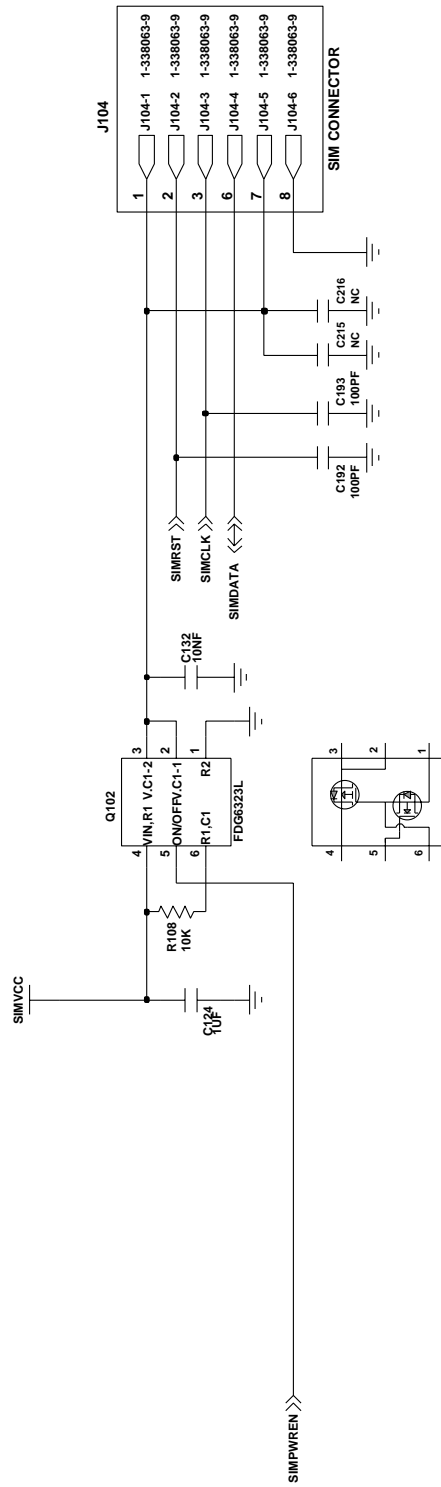 SIMVCC
SIMPWREN
C124
1UF
R108
10K
Q102
4 VIN,R1 V.C1-2 3
5 ON/OFF V.C1-1 2
6 R1,C1 R2 1
FDG6323L
4 3
5 2
6 1
C132
10NF
SIMRST
SIMCLK
SIMDATA
C192
100PF
C193
100PF
C215
NC
C216
NC
J104
1 J104-1 1-338063-9
2 J104-2 1-338063-9
3 J104-3 1-338063-9
6 J104-4 1-338063-9
7 J104-5 1-338063-9
8 J104-6 1-338063-9
SIM CONNECTOR